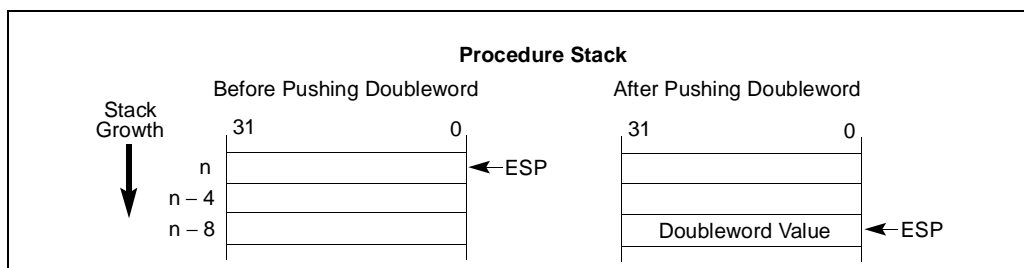 Procedure Stack
Before Pushing Doubleword
After Pushing Doubleword
Stack
Growth
31 0
31 0
n
ESP
n – 4
n – 8
Doubleword Value
ESP